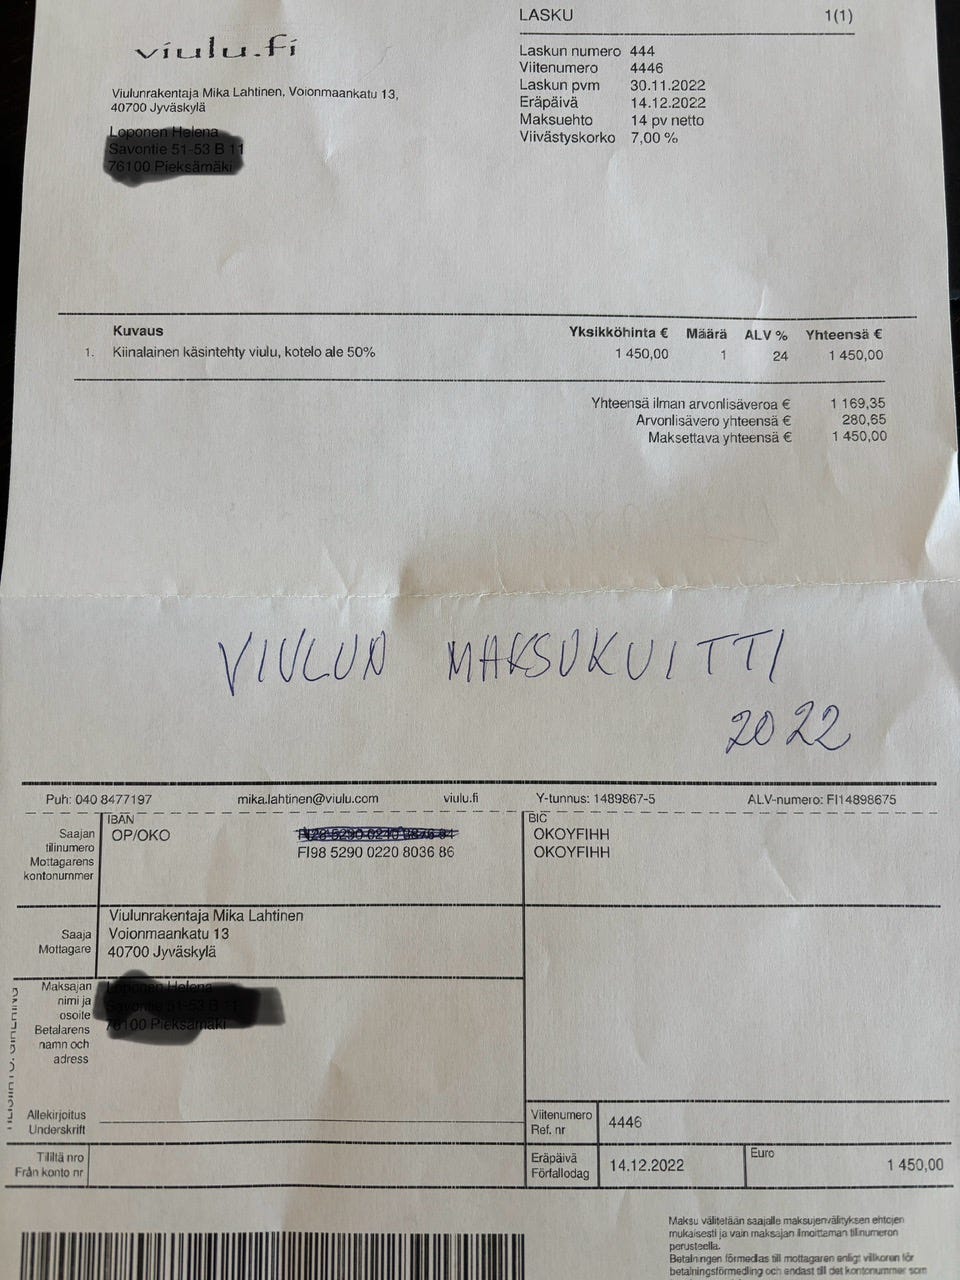 viulu.fi
Viulunrakentaja Mika Lahtinen, Voionmaankatu 13,
40700 Jyväskylä
LASKU 1(1)
Laskun numero 444
Viitenumero 4446
Laskun pvm 30.11.2022
Eräpäivä 14.12.2022
Maksuehto 14 pv netto
Viivästyskorko 7,00 %
Kuvaus Yksikköhinta € Määrä ALV % Yhteensä €
1. Kiinalainen käsintehty viulu, kotelo ale 50% 1 450,00 1 24 1 450,00
Yhteensä ilman arvonlisäveroa € 1 169,35
Arvonlisävero yhteensä € 280,65
Maksettava yhteensä € 1 450,00
VIULUN MAKSUKUITTI
2022
Puh: 040 8477197 mika.lahtinen@viulu.com viulu.fi Y-tunnus: 1489867-5 ALV-numero: FI14898675
Saajan
tilinumero
Mottagarens
kontonummer
IBAN
OP/OKO
FI98 5290 0220 8036 86
BIC
OKOYFIHH
OKOYFIHH
Saaja
Mottagare
Viulunrakentaja Mika Lahtinen
Voionmaankatu 13
40700 Jyväskylä
Maksajan
nimi ja
osoite
Betalarens
namn och
adress
Allekirjoitus
Underskrift
Viitenumero
Ref. nr
4446
Tililtä nro
Från konto nr
Eräpäivä
Förfallodag
14.12.2022
Euro
1 450,00
Maksu välitetään saajalle maksujenvälityksen ehtojen
mukaisesti ja vain maksajan ilmoittaman tilinumeron
perusteella.
Betalningen förmedlas till mottagaren enligt villkoren för
betalningsförmedling och endast till det kontonummer som